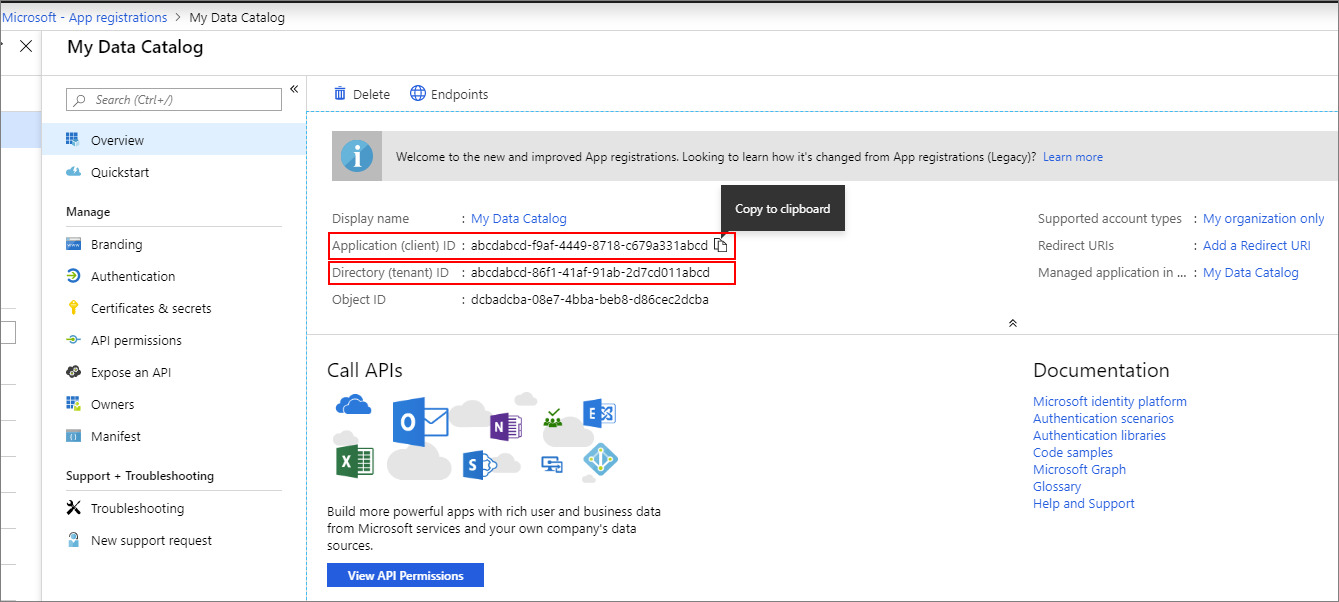 Microsoft - App registrations > My Data Catalog
My Data Catalog
Search (Ctrl+/)
«
Overview
Quickstart
Manage
Branding
Authentication
Certificates & secrets
API permissions
Expose an API
Owners
Manifest
Support + Troubleshooting
Troubleshooting
New support request
Delete
Endpoints
Welcome to the new and improved App registrations. Looking to learn how it's changed from App registrations (Legacy)? Learn more
Copy to clipboard
Display name : My Data Catalog
Application (client) ID : abcdabcd-f9af-4449-8718-c679a331abcd
Directory (tenant) ID : abcdabcd-86f1-41af-91ab-2d7cd011abcd
Object ID : dcbadcba-08e7-4bba-beb8-d86cec2dcba
Supported account types : My organization only
Redirect URIs : Add a Redirect URI
Managed application in ... : My Data Catalog
Call APIs
O
N
E
X
S
Build more powerful apps with rich user and business data
from Microsoft services and your own company's data
sources.
View API Permissions
Documentation
Microsoft identity platform
Authentication scenarios
Authentication libraries
Code samples
Microsoft Graph
Glossary
Help and Support